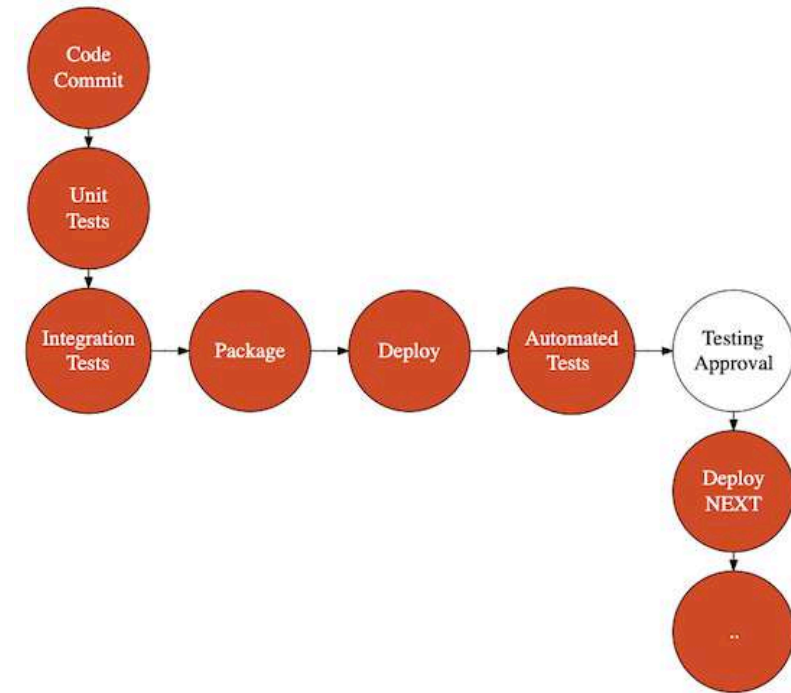 Code
Commit
Unit
Tests
Integration
Tests
Package
Deploy
Automated
Tests
Testing
Approval
Deploy
NEXT
..